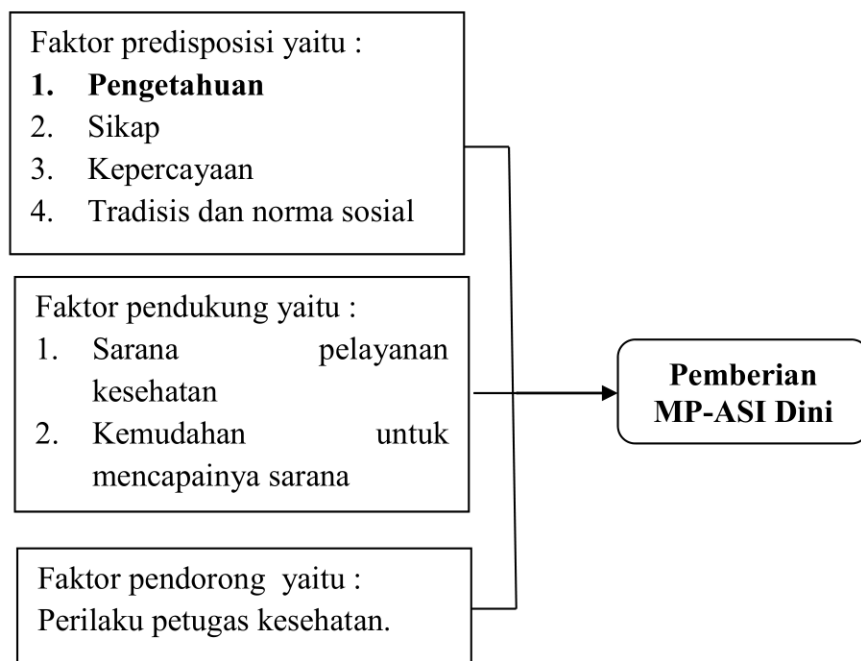 Faktor predisposisi yaitu :
1. Pengetahuan
2. Sikap
3. Kepercayaan
4. Tradisis dan norma sosial
Faktor pendukung yaitu :
1. Sarana pelayanan
kesehatan
2. Kemudahan untuk
mencapainya sarana
Faktor pendorong yaitu :
Perilaku petugas kesehatan.
Pemberian
MP-ASI Dini